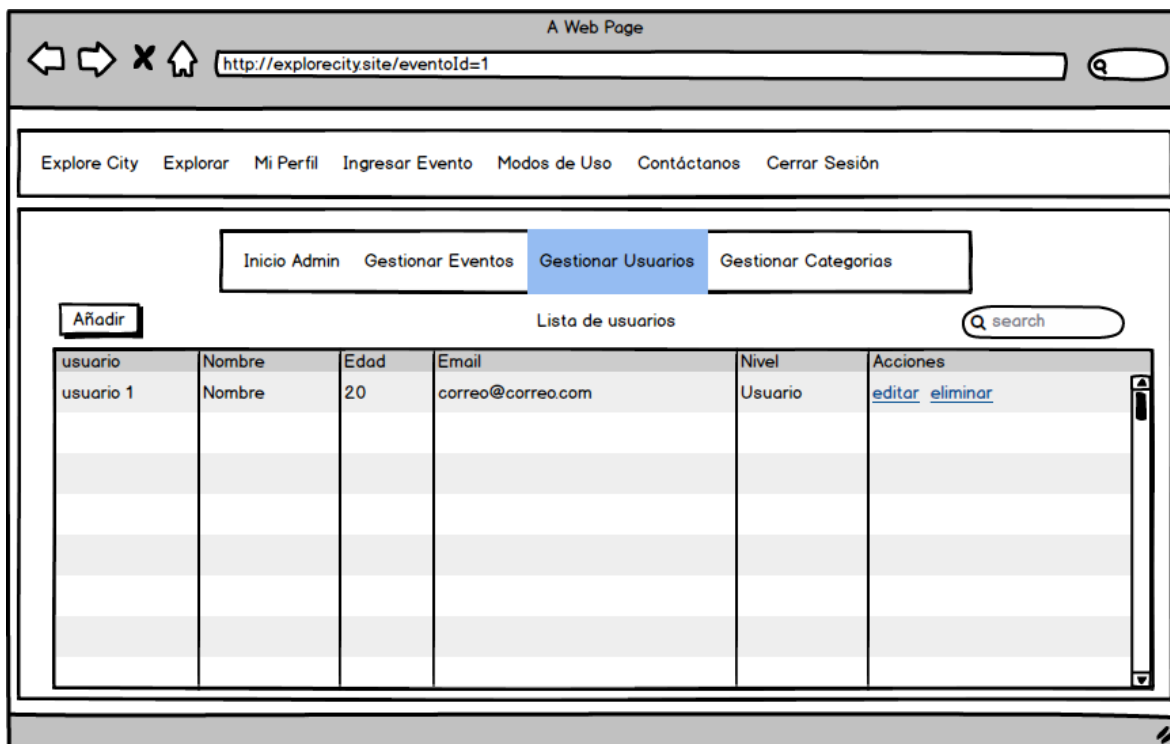 A Web Page
http://explorecity.site/eventoId=1
Explore City Explorar Mi Perfil Ingresar Evento Modos de Uso Contáctanos Cerrar Sesión
Inicio Admin Gestionar Eventos Gestionar Usuarios Gestionar Categorias
Añadir Lista de usuarios search
usuario Nombre Edad Email Nivel Acciones
usuario 1 Nombre 20 correo@correo.com Usuario editar eliminar